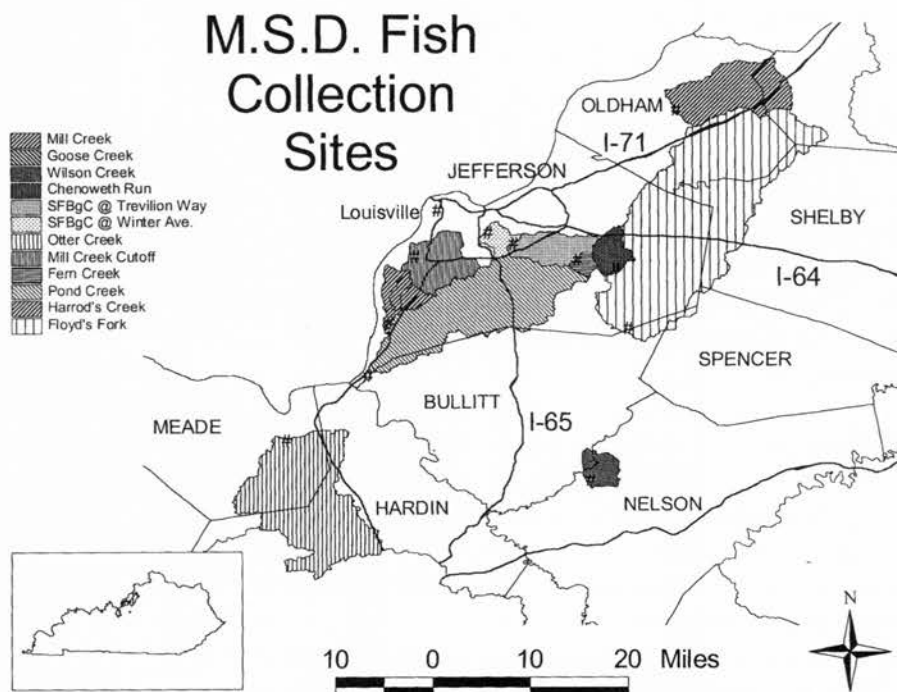 M.S.D. Fish
Collection
Sites
Mill Creek
Goose Creek
Wilson Creek
Chenoweth Run
SFBgC @ Trevilion Way
SFBgC @ Winter Ave.
Otter Creek
Mill Creek Cutoff
Fern Creek
Pond Creek
Harrod's Creek
Floyd's Fork
OLDHAM
#
I-71
JEFFERSON
Louisville
#
SHELBY
#
#
#
#
#
I-64
#
#
SPENCER
#
BULLITT
MEADE
I-65
#
#
NELSON
HARDIN
N
10 0 10 20 Miles